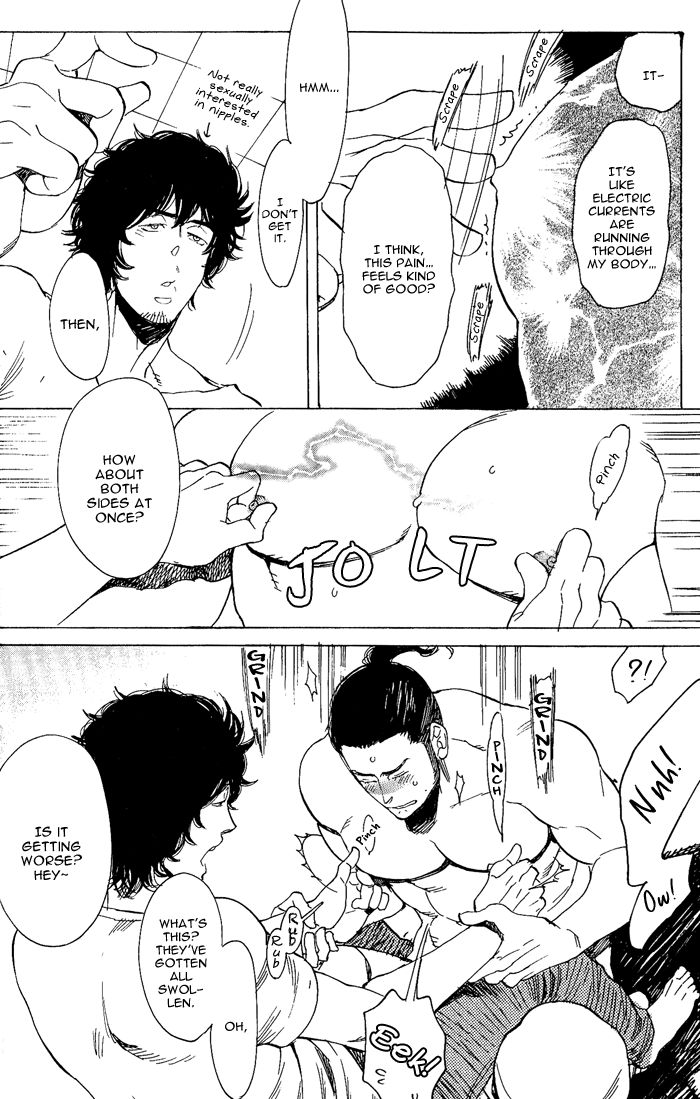 IT-
IT'S
LIKE
ELECTRIC
CURRENTS
ARE
RUNNING
THROUGH
MY BODY...
Scrape
Scrape
Scrape
I THINK,
THIS PAIN...
FEELS KIND
OF GOOD?
HMM...
I
DON'T
GET
IT.
Not really
sexually
interested
in nipples.
THEN,
Pinch
HOW
ABOUT
BOTH
SIDES AT
ONCE?
JOLT
?!
Nnh!
Ow!
GRIND
PINCH
GRIND
Pinch
Rub
Rub
IS IT
GETTING
WORSE?
HEY~
WHAT'S
THIS?
THEY'VE
GOTTEN
ALL
SWOL-
LEN.
OH,
Eek!